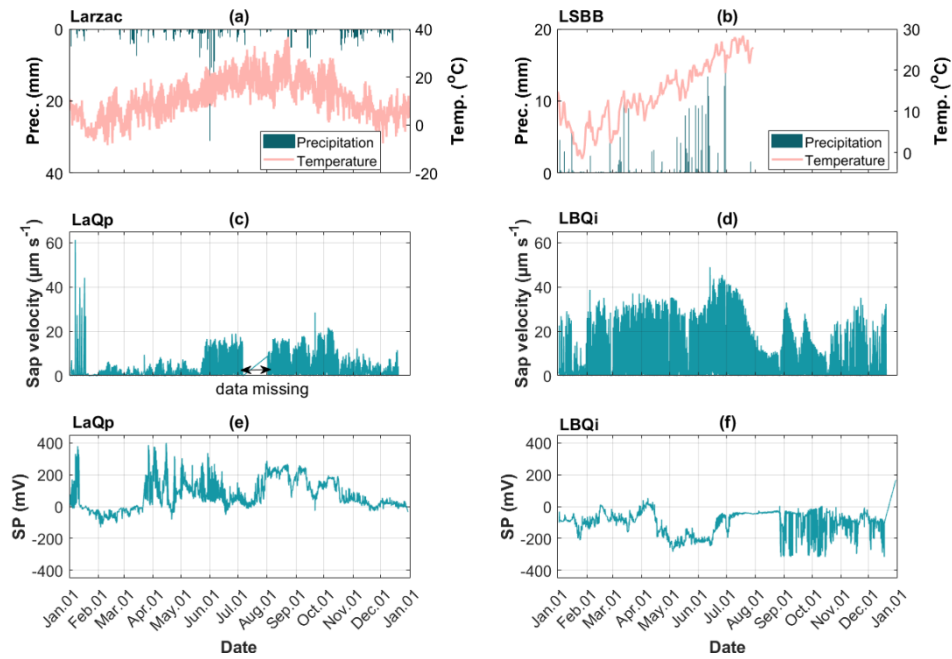 Larzac (a)
0
20
40
Prec. (mm)
40
20
0
-20
Temp. (°C)
Precipitation
Temperature
LSBB (b)
20
10
0
Prec. (mm)
30
20
10
0
Temp. (°C)
Precipitation
Temperature
LaQp (c)
60
40
20
0
Sap velocity (µm s⁻¹)
data missing
LBQi (d)
60
40
20
0
Sap velocity (µm s⁻¹)
LaQp (e)
400
200
0
-200
-400
SP (mV)
Jan.01 Feb.01 Mar.01 Apr.01 May.01 Jun.01 Jul.01 Aug.01 Sep.01 Oct.01 Nov.01 Dec.01 Jan.01
Date
LBQi (f)
400
200
0
-200
-400
SP (mV)
Jan.01 Feb.01 Mar.01 Apr.01 May.01 Jun.01 Jul.01 Aug.01 Sep.01 Oct.01 Nov.01 Dec.01 Jan.01
Date